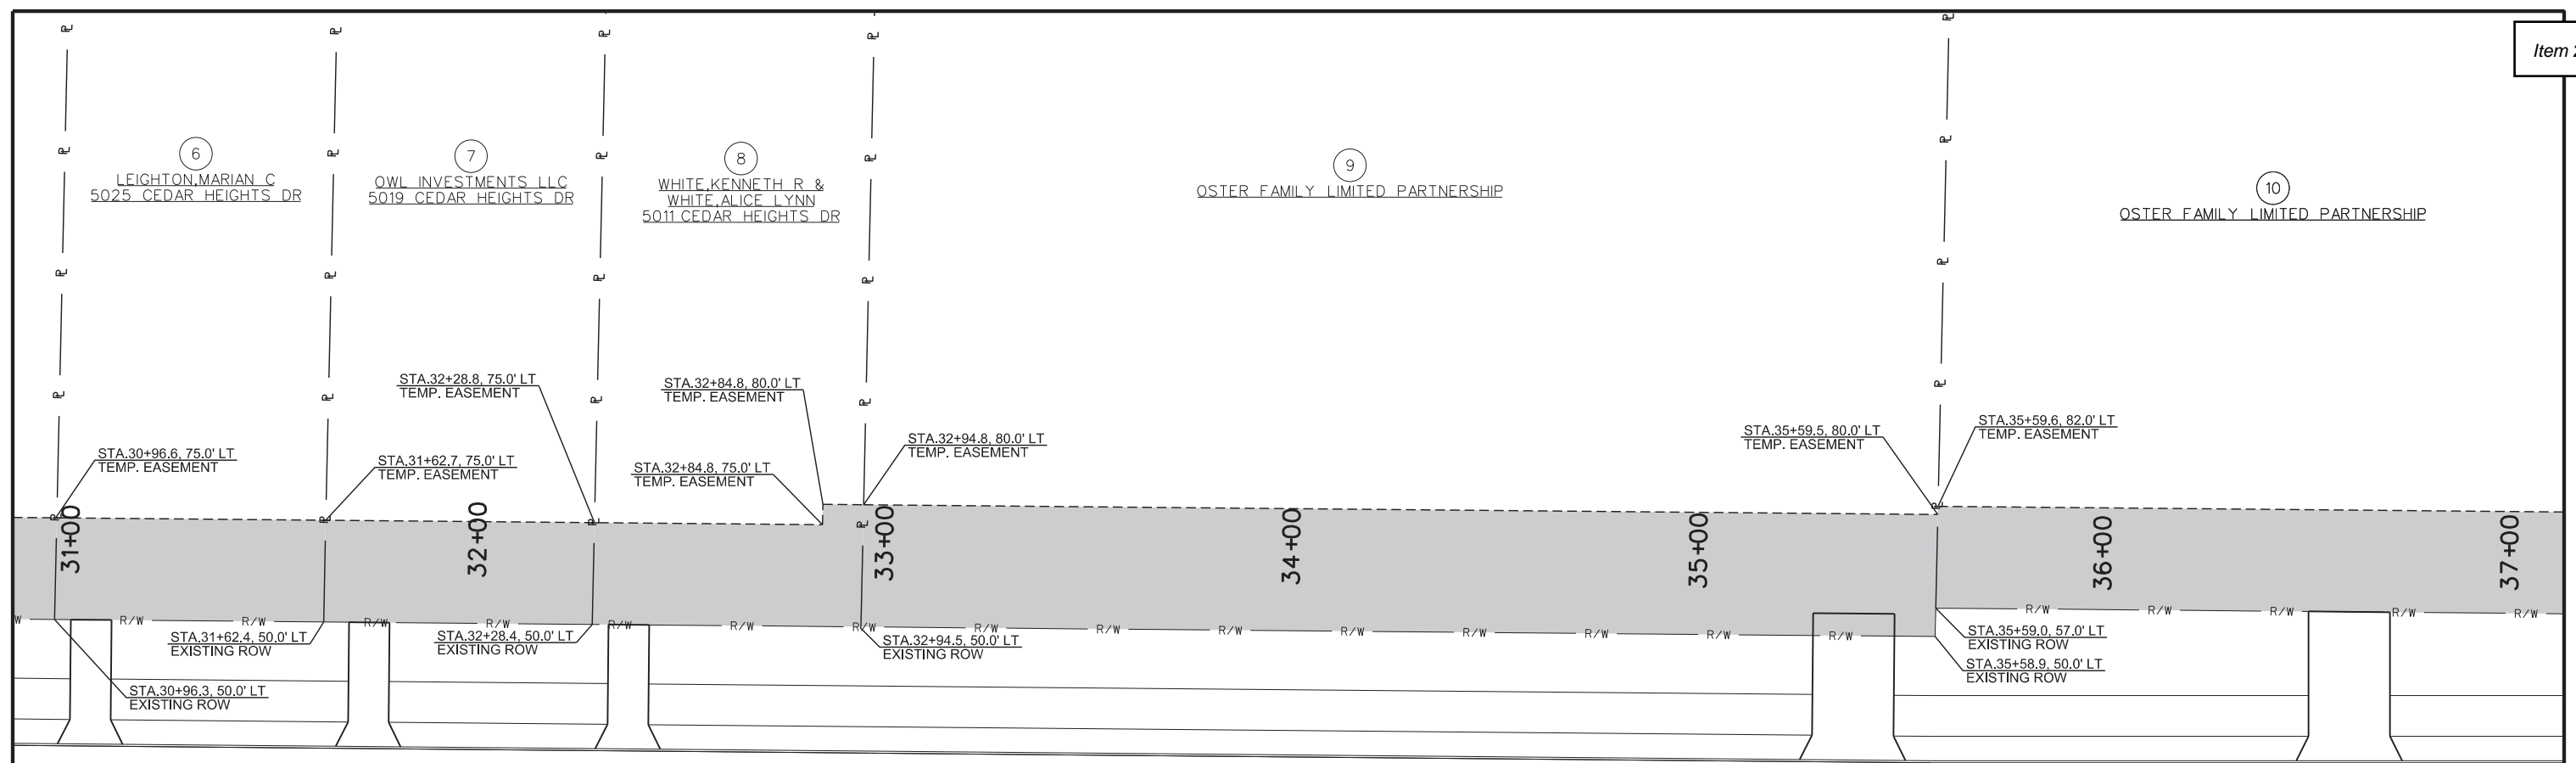 Item 2
6
LEIGHTON,MARIAN C
5025 CEDAR HEIGHTS DR
7
OWL INVESTMENTS LLC
5019 CEDAR HEIGHTS DR
8
WHITE,KENNETH R &
WHITE,ALICE LYNN
5011 CEDAR HEIGHTS DR
9
OSTER FAMILY LIMITED PARTNERSHIP
10
OSTER FAMILY LIMITED PARTNERSHIP
STA.30+96.6, 75.0' LT
TEMP. EASEMENT
STA.31+62.7, 75.0' LT
TEMP. EASEMENT
STA.32+28.8, 75.0' LT
TEMP. EASEMENT
STA.32+84.8, 80.0' LT
TEMP. EASEMENT
STA.32+84.8, 75.0' LT
TEMP. EASEMENT
STA.32+94.8, 80.0' LT
TEMP. EASEMENT
STA.35+59.5, 80.0' LT
TEMP. EASEMENT
STA.35+59.6, 82.0' LT
TEMP. EASEMENT
31+00
32+00
33+00
34+00
35+00
36+00
37+00
R/W R/W R/W R/W R/W R/W R/W R/W R/W R/W R/W R/W R/W R/W R/W R/W R/W R/W R/W R/W
STA.30+96.3, 50.0' LT
EXISTING ROW
STA.31+62.4, 50.0' LT
EXISTING ROW
STA.32+28.4, 50.0' LT
EXISTING ROW
STA.32+94.5, 50.0' LT
EXISTING ROW
STA.35+59.0, 57.0' LT
EXISTING ROW
STA.35+58.9, 50.0' LT
EXISTING ROW